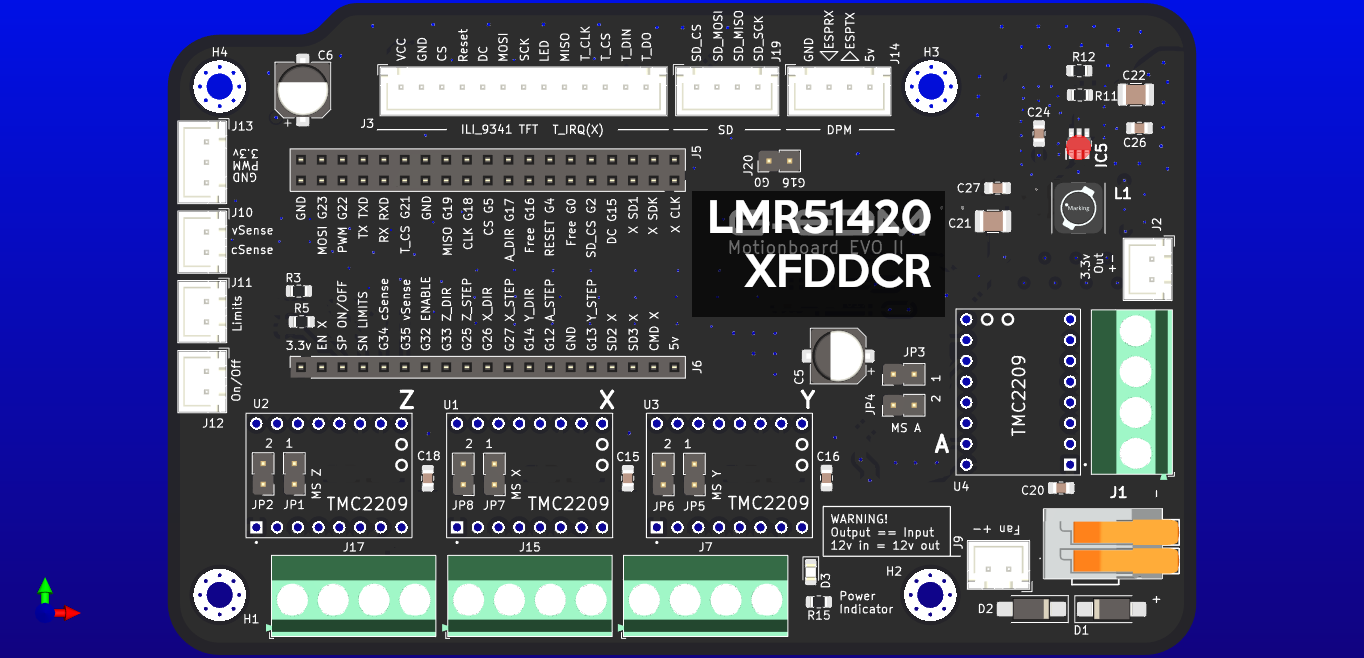 H4
C6
J3
VCC
GND
CS
Reset
DC
MOSI
SCK
LED
MISO
T_CLK
T_CS
T_DIN
T_DO
SD_CS
SD_MOSI
SD_MISO
SD_SCK
J19
GND
ESPRX
ESPTX
5v
J14
H3
ILI_9341 TFT T_IRQ(X)
SD
DPM
R12
R11
C22
C24
C26
IC5
C27
C21
L1
Marking
J2
3.3v
Out
+-
J13
3.3v
PWM
GND
J10
vSense
cSense
J11
Limits
J12
On/Off
R3
R5
3.3v
J5
J20
G0
G16
GND
MOSI G23
PWM G22
TX TXD
RX RXD
T_CS G21
GND
MISO G19
CLK G18
CS G5
A_DIR G17
Free G16
RESET G4
Free G0
SD_CS G2
DC G15
X SD1
X SDK
X CLK
LMR51420
Motionboard EVO II
XFDDCR
EN X
SP ON/OFF
SN LIMITS
G34 cSense
G35 vSense
G32 ENABLE
G33 Z_DIR
G25 Z_STEP
G26 X_DIR
G27 X_STEP
G14 Y_DIR
G12 A_STEP
GND
G13 Y_STEP
SD2 X
SD3 X
CMD X
5v
J6
C5
+
JP3
1
JP4
2
MS A
A
TMC2209
U4
C20
J1
-
U2
Z
2 1
MS Z
JP2 JP1
TMC2209
C18
U1
X
2 1
MS X
JP8 JP7
TMC2209
C15
U3
Y
2 1
MS Y
JP6 JP5
TMC2209
C16
WARNING!
Output == Input
12v in = 12v out
J9
Fan +-
J17
J15
J7
H1
D3
R15
Power
Indicator
H2
D2
D1
+